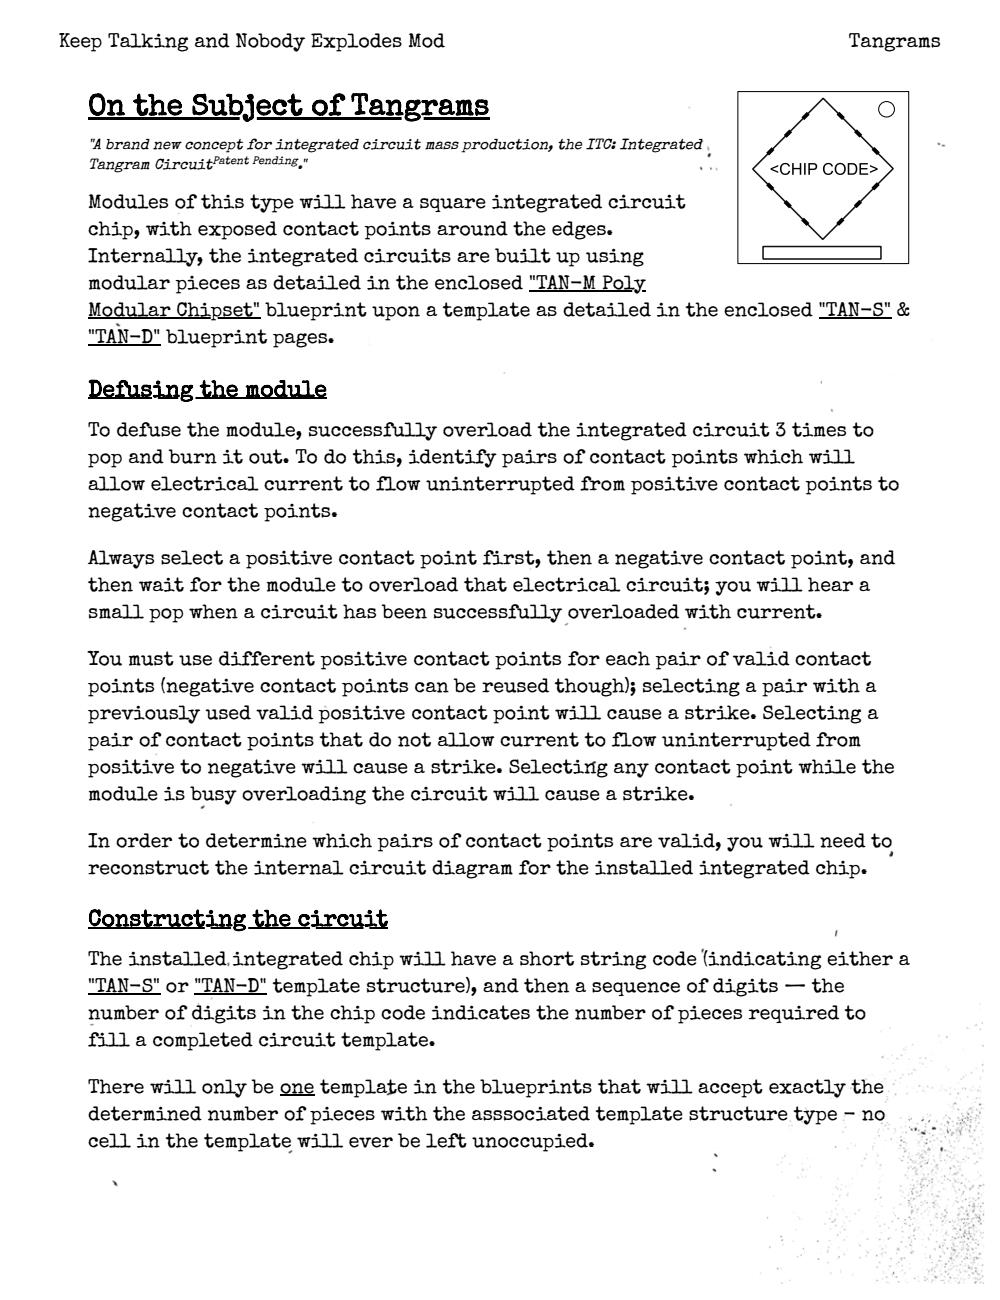 Keep Talking and Nobody Explodes Mod
Tangrams
On the Subject of Tangrams
"A brand new concept for integrated circuit mass production, the ITC: Integrated
Tangram CircuitPatent Pending."
<CHIP CODE>
Modules of this type will have a square integrated circuit
chip, with exposed contact points around the edges.
Internally, the integrated circuits are built up using
modular pieces as detailed in the enclosed "TAN-M Poly
Modular Chipset" blueprint upon a template as detailed in the enclosed "TAN-S" &
"TAN-D" blueprint pages.
Defusing the module
To defuse the module, successfully overload the integrated circuit 3 times to
pop and burn it out. To do this, identify pairs of contact points which will
allow electrical current to flow uninterrupted from positive contact points to
negative contact points.
Always select a positive contact point first, then a negative contact point, and
then wait for the module to overload that electrical circuit; you will hear a
small pop when a circuit has been successfully overloaded with current.
You must use different positive contact points for each pair of valid contact
points (negative contact points can be reused though); selecting a pair with a
previously used valid positive contact point will cause a strike. Selecting a
pair of contact points that do not allow current to flow uninterrupted from
positive to negative will cause a strike. Selecting any contact point while the
module is busy overloading the circuit will cause a strike.
In order to determine which pairs of contact points are valid, you will need to
reconstruct the internal circuit diagram for the installed integrated chip.
Constructing the circuit
The installed integrated chip will have a short string code (indicating either a
"TAN-S" or "TAN-D" template structure), and then a sequence of digits — the
number of digits in the chip code indicates the number of pieces required to
fill a completed circuit template.
There will only be one template in the blueprints that will accept exactly the
determined number of pieces with the asssociated template structure type - no
cell in the template will ever be left unoccupied.